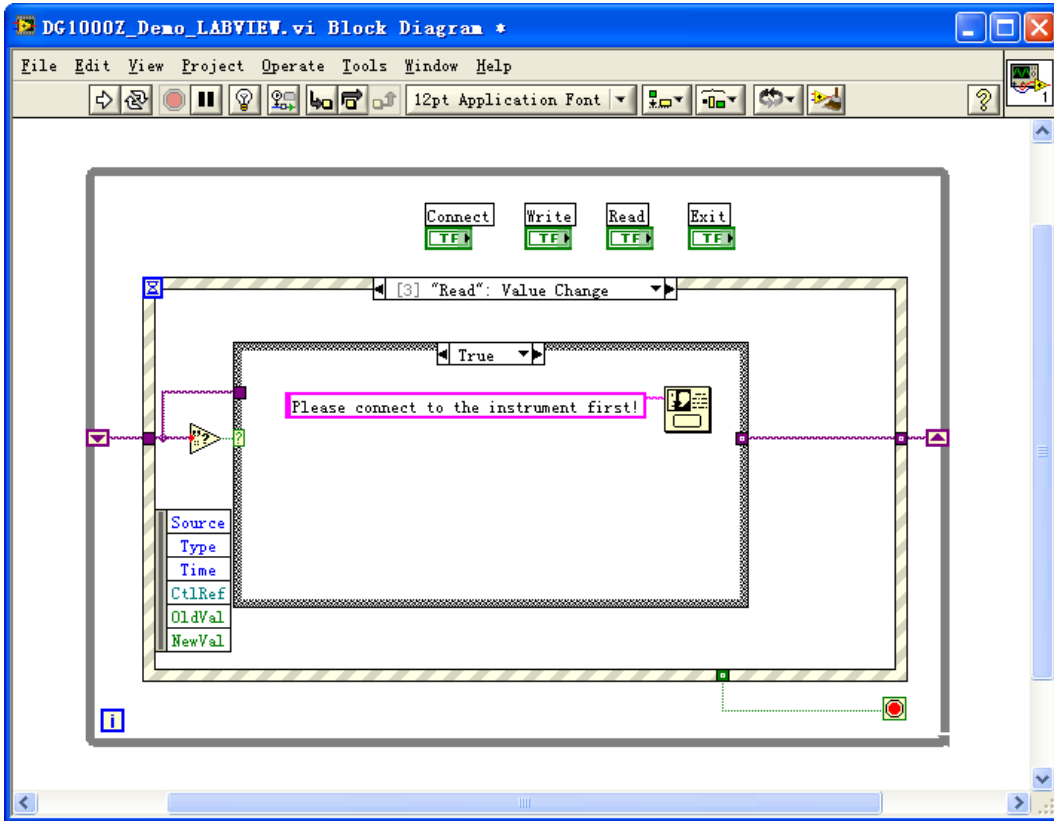 DG1000Z_Demo_LABVIEW.vi Block Diagram *
File Edit View Project Operate Tools Window Help
12pt Application Font
?
1
Connect Write Read Exit
TF TF TF TF
[3] "Read": Value Change
True
Please connect to the instrument first!
?
?
Source
Type
Time
CtlRef
OldVal
NewVal
i